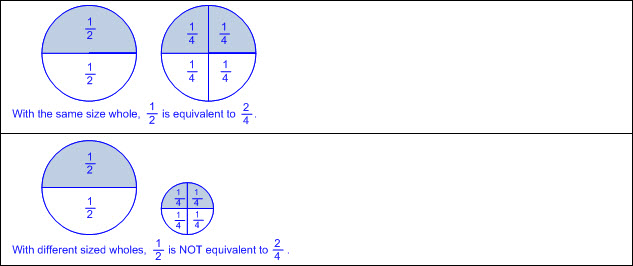 1/2 1/4 1/4
1/2 1/4 1/4
With the same size whole, 1/2 is equivalent to 2/4.
1/2
1/2 1/4 1/4
1/4 1/4
With different sized wholes, 1/2 is NOT equivalent to 2/4 .